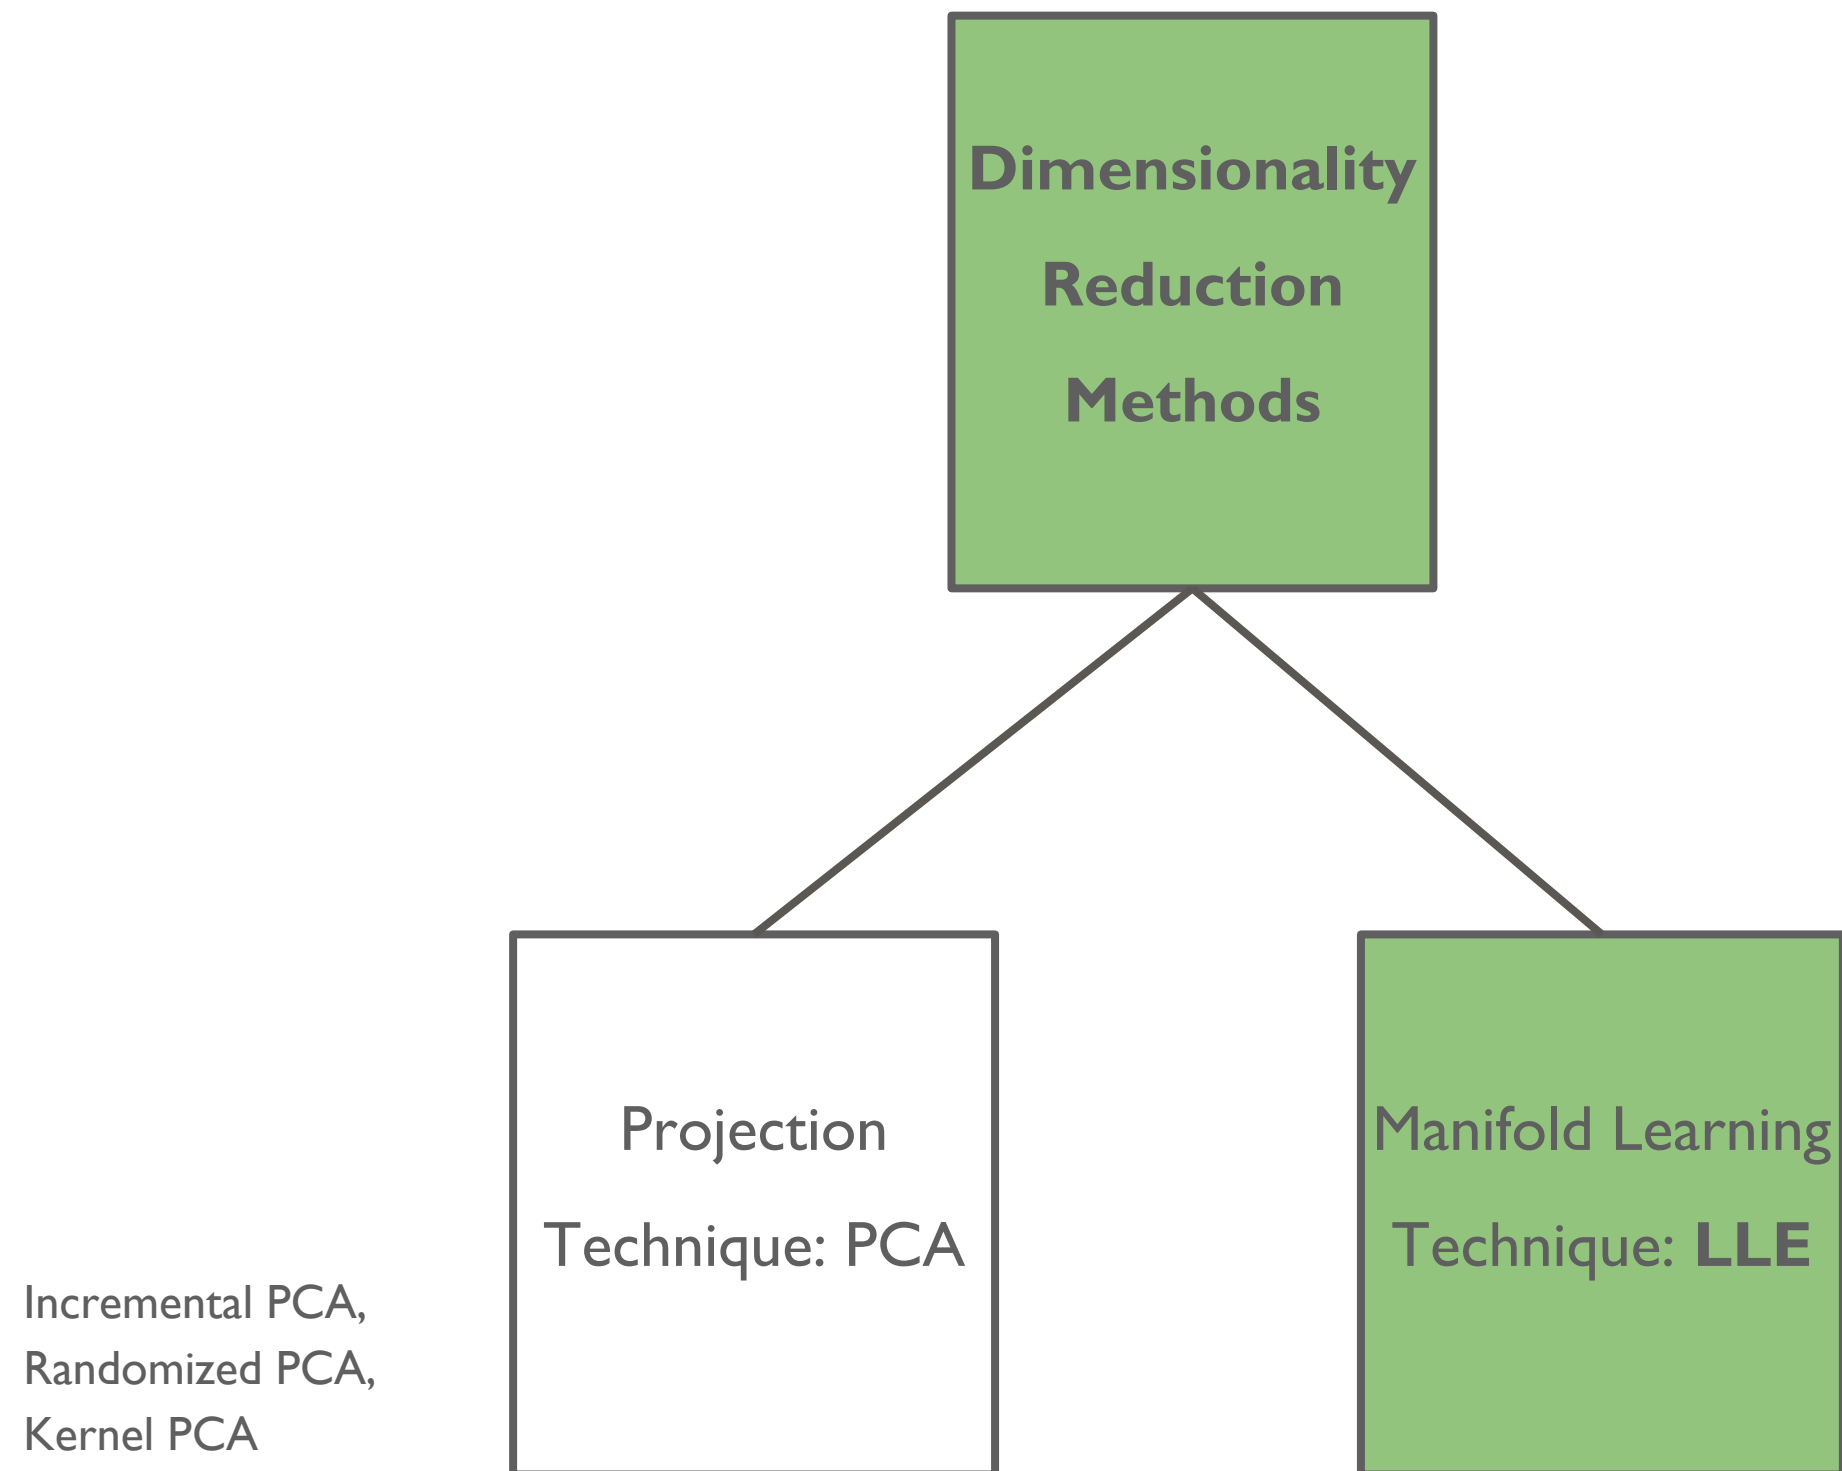 Dimensionality
Reduction
Methods
Projection
Technique: PCA
Manifold Learning
Technique: LLE
Incremental PCA,
Randomized PCA,
Kernel PCA